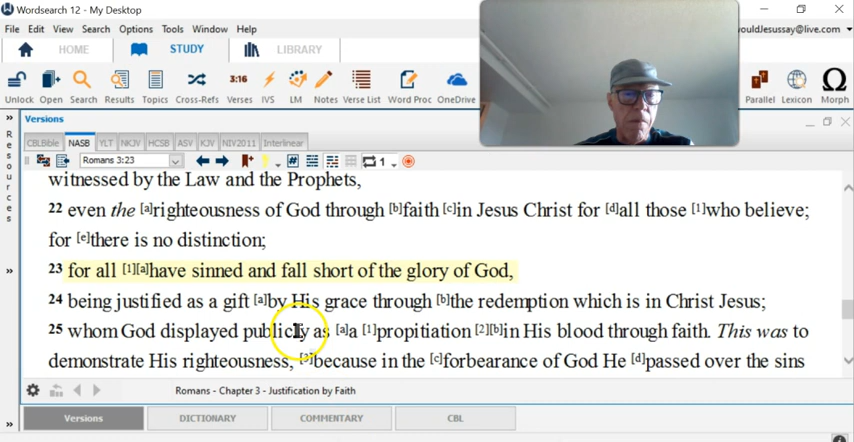 Wordsearch 12 - My Desktop
File Edit View Search Options Tools Window Help
ouldJesussay@live.com
HOME STUDY LIBRARY
3:16
Unlock Open Search Results Topics Cross-Refs Verses IVS LM Notes Verse List Word Proc OneDrive Parallel Lexicon Morph
Versions
Resources
CBLBible NASB YLT NKJV HCSB ASV KJV NIV2011 Interlinear
Romans 3:23
1
witnessed by the Law and the Prophets,
22 even the [a]righteousness of God through [b]faith [c]in Jesus Christ for [d]all those [1]who believe;
for [e]there is no distinction;
23 for all [1][a]have sinned and fall short of the glory of God,
24 being justified as a gift [a]by His grace through [b]the redemption which is in Christ Jesus;
25 whom God displayed publicly as [a]a [1]propitiation [2][b]in His blood through faith. This was to
demonstrate His righteousness, [3]because in the [c]forbearance of God He [d]passed over the sins
Romans - Chapter 3 - Justification by Faith
Versions DICTIONARY COMMENTARY CBL